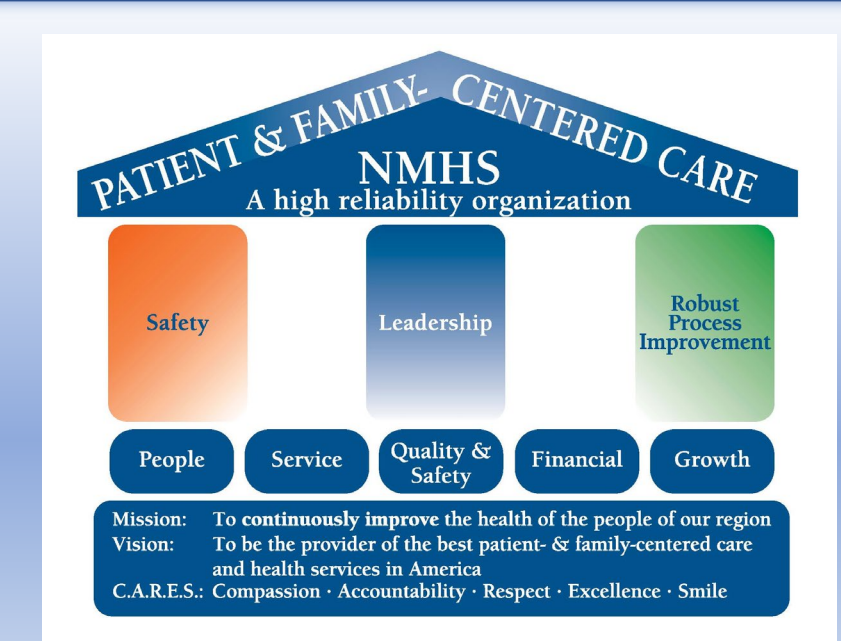 PATIENT & FAMILY- CENTERED CARE
NMHS
A high reliability organization
Safety
Leadership
Robust
Process
Improvement
People
Service
Quality &
Safety
Financial
Growth
Mission: To continuously improve the health of the people of our region
Vision: To be the provider of the best patient- & family-centered care
and health services in America
C.A.R.E.S.: Compassion · Accountability · Respect · Excellence · Smile